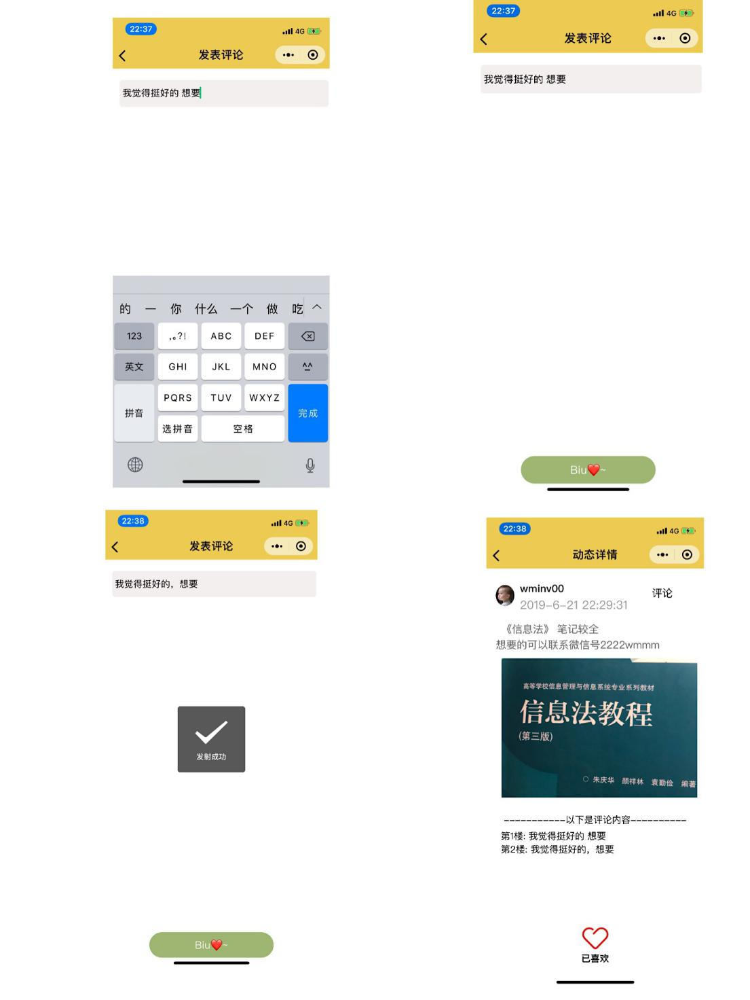 22:37
4G
发表评论
我觉得挺好的 想要
的 一 你 什么 一个 做 吃
123 ,。?! ABC DEF
英文 GHI JKL MNO ^^
拼音 PQRS TUV WXYZ 完成
选拼音 空格
22:37
4G
发表评论
我觉得挺好的 想要
Biu❤️~
22:38
4G
发表评论
我觉得挺好的，想要
发射成功
Biu❤️~
22:38
4G
动态详情
wminv00
评论
2019-6-21 22:29:31
《信息法》 笔记较全
想要的可以联系微信号2222wmmm
高等学校信息管理与信息系统专业系列教材
信息法教程
(第三版)
○ 朱庆华 颜祥林 袁勤俭 编著
-----------以下是评论内容----------
第1楼: 我觉得挺好的 想要
第2楼: 我觉得挺好的，想要
已喜欢